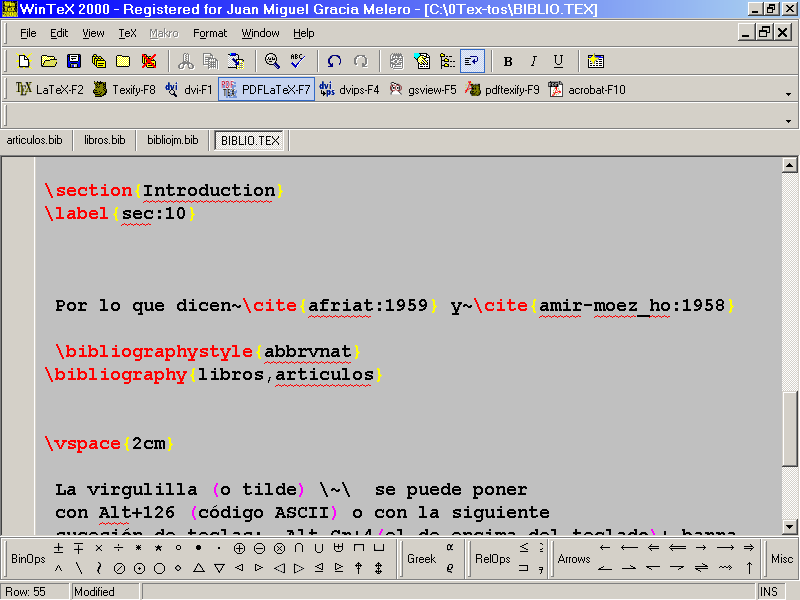 WinTeX 2000 - Registered for Juan Miguel Gracia Melero - [C:\0Tex-tos\BIBLIO.TEX]
File Edit View TeX Makro Format Window Help
B I U
LaTeX-F2 Texify-F8 dvi-F1 PDFLaTeX-F7 dvips-F4 gsview-F5 pdftexify-F9 acrobat-F10
articulos.bib libros.bib bibliojm.bib BIBLIO.TEX
\section{Introduction}
\label{sec:10}
Por lo que dicen~\cite{afriat:1959} y~\cite{amir-moez_ho:1958}
\bibliographystyle{abbrvnat}
\bibliography{libros,articulos}
\vspace{2cm}
La virgulilla (o tilde) \~\ se puede poner
con Alt+126 (código ASCII) o con la siguiente
sucesión de teclas: Alt Gr+4(el de encima del teclado)+ barra
BinOps Greek RelOps Arrows Misc
Row: 55 Modified INS